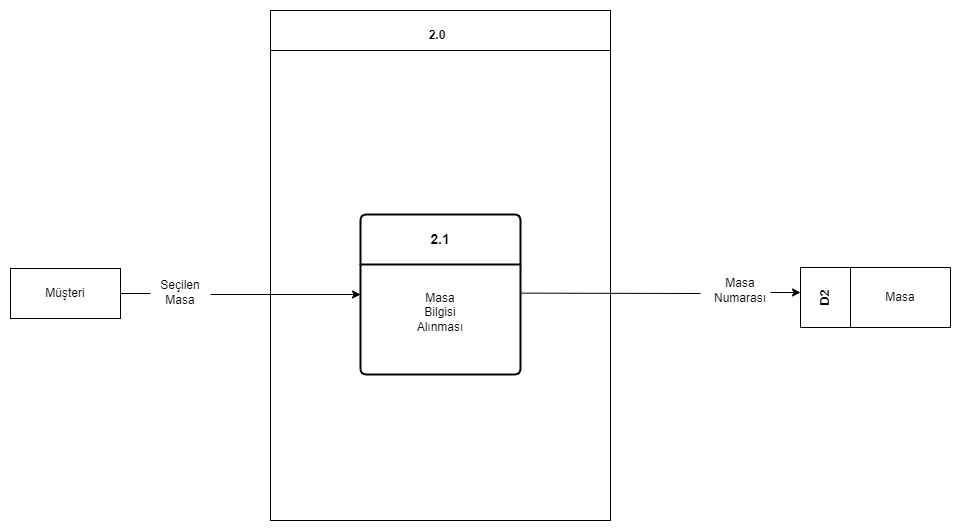 2.0
2.1
Müşteri
Seçilen
Masa
Masa
Bilgisi
Alınması
Masa
Numarası
D2
Masa